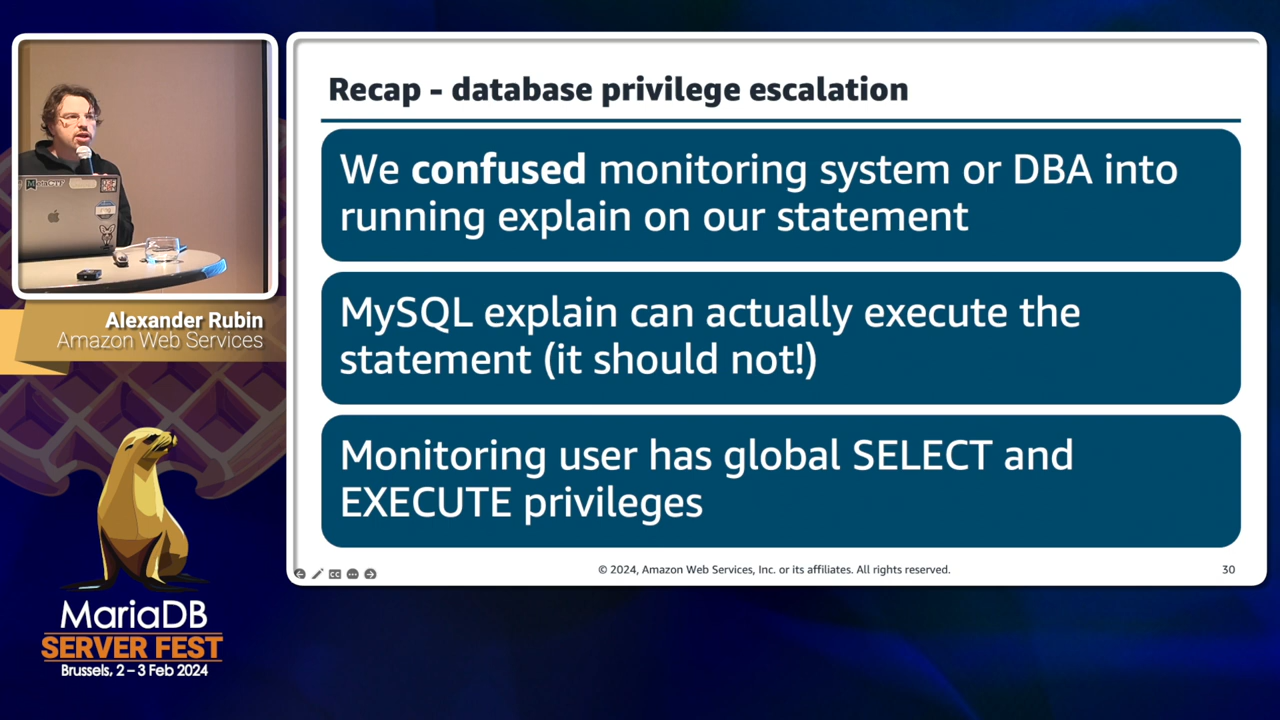 Recap - database privilege escalation
We confused monitoring system or DBA into
running explain on our statement
MySQL explain can actually execute the
statement (it should not!)
Monitoring user has global SELECT and
EXECUTE privileges
© 2024, Amazon Web Services, Inc. or its affiliates. All rights reserved.
30
Alexander Rubin
Amazon Web Services
MariaDB
SERVER FEST
Brussels, 2 – 3 Feb 2024